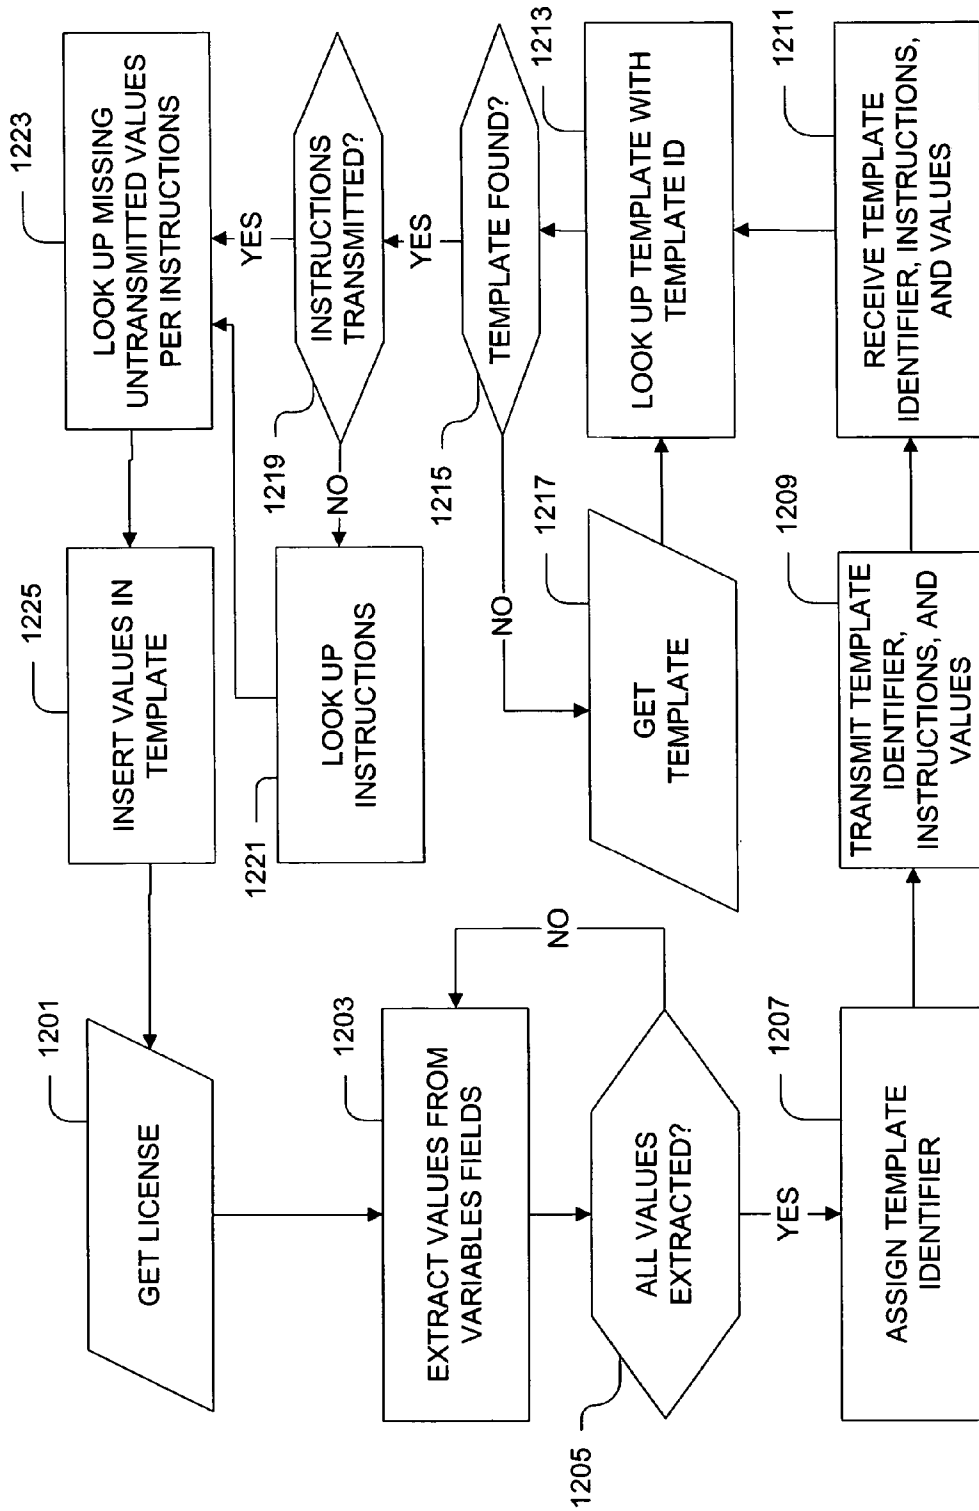 1201
GET LICENSE
1203
EXTRACT VALUES FROM
VARIABLES FIELDS
NO
1205
ALL VALUES
EXTRACTED?
YES
1207
ASSIGN TEMPLATE
IDENTIFIER
1209
TRANSMIT TEMPLATE
IDENTIFIER,
INSTRUCTIONS, AND
VALUES
1211
RECEIVE TEMPLATE
IDENTIFIER, INSTRUCTIONS,
AND VALUES
1213
LOOK UP TEMPLATE WITH
TEMPLATE ID
1215
TEMPLATE FOUND?
NO
1217
GET
TEMPLATE
YES
1219
INSTRUCTIONS
TRANSMITTED?
NO
1221
LOOK UP
INSTRUCTIONS
YES
1223
LOOK UP MISSING
UNTRANSMITTED VALUES
PER INSTRUCTIONS
1225
INSERT VALUES IN
TEMPLATE